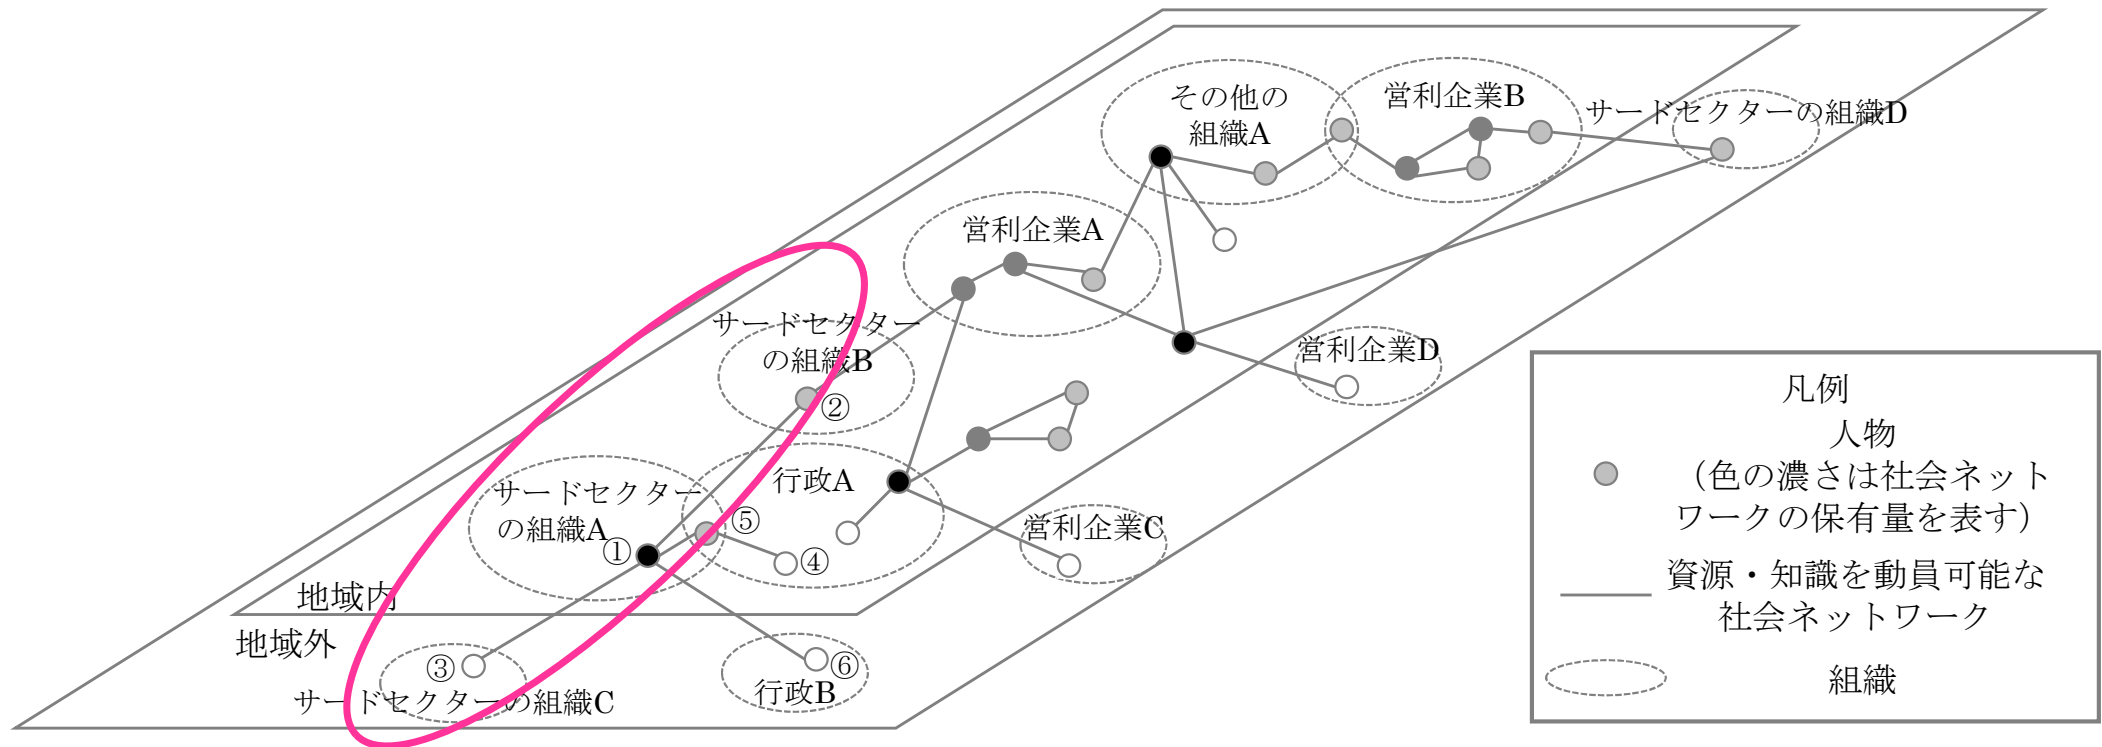 その他の
組織A
営利企業B
サードセクターの組織D
営利企業A
サードセクター
の組織B
②
営利企業D
行政A
サードセクター
の組織A
①
⑤
④
営利企業C
地域内
地域外
③
サードセクターの組織C
⑥
行政B
凡例
人物
（色の濃さは社会ネット
ワークの保有量を表す）
資源・知識を動員可能な
社会ネットワーク
組織